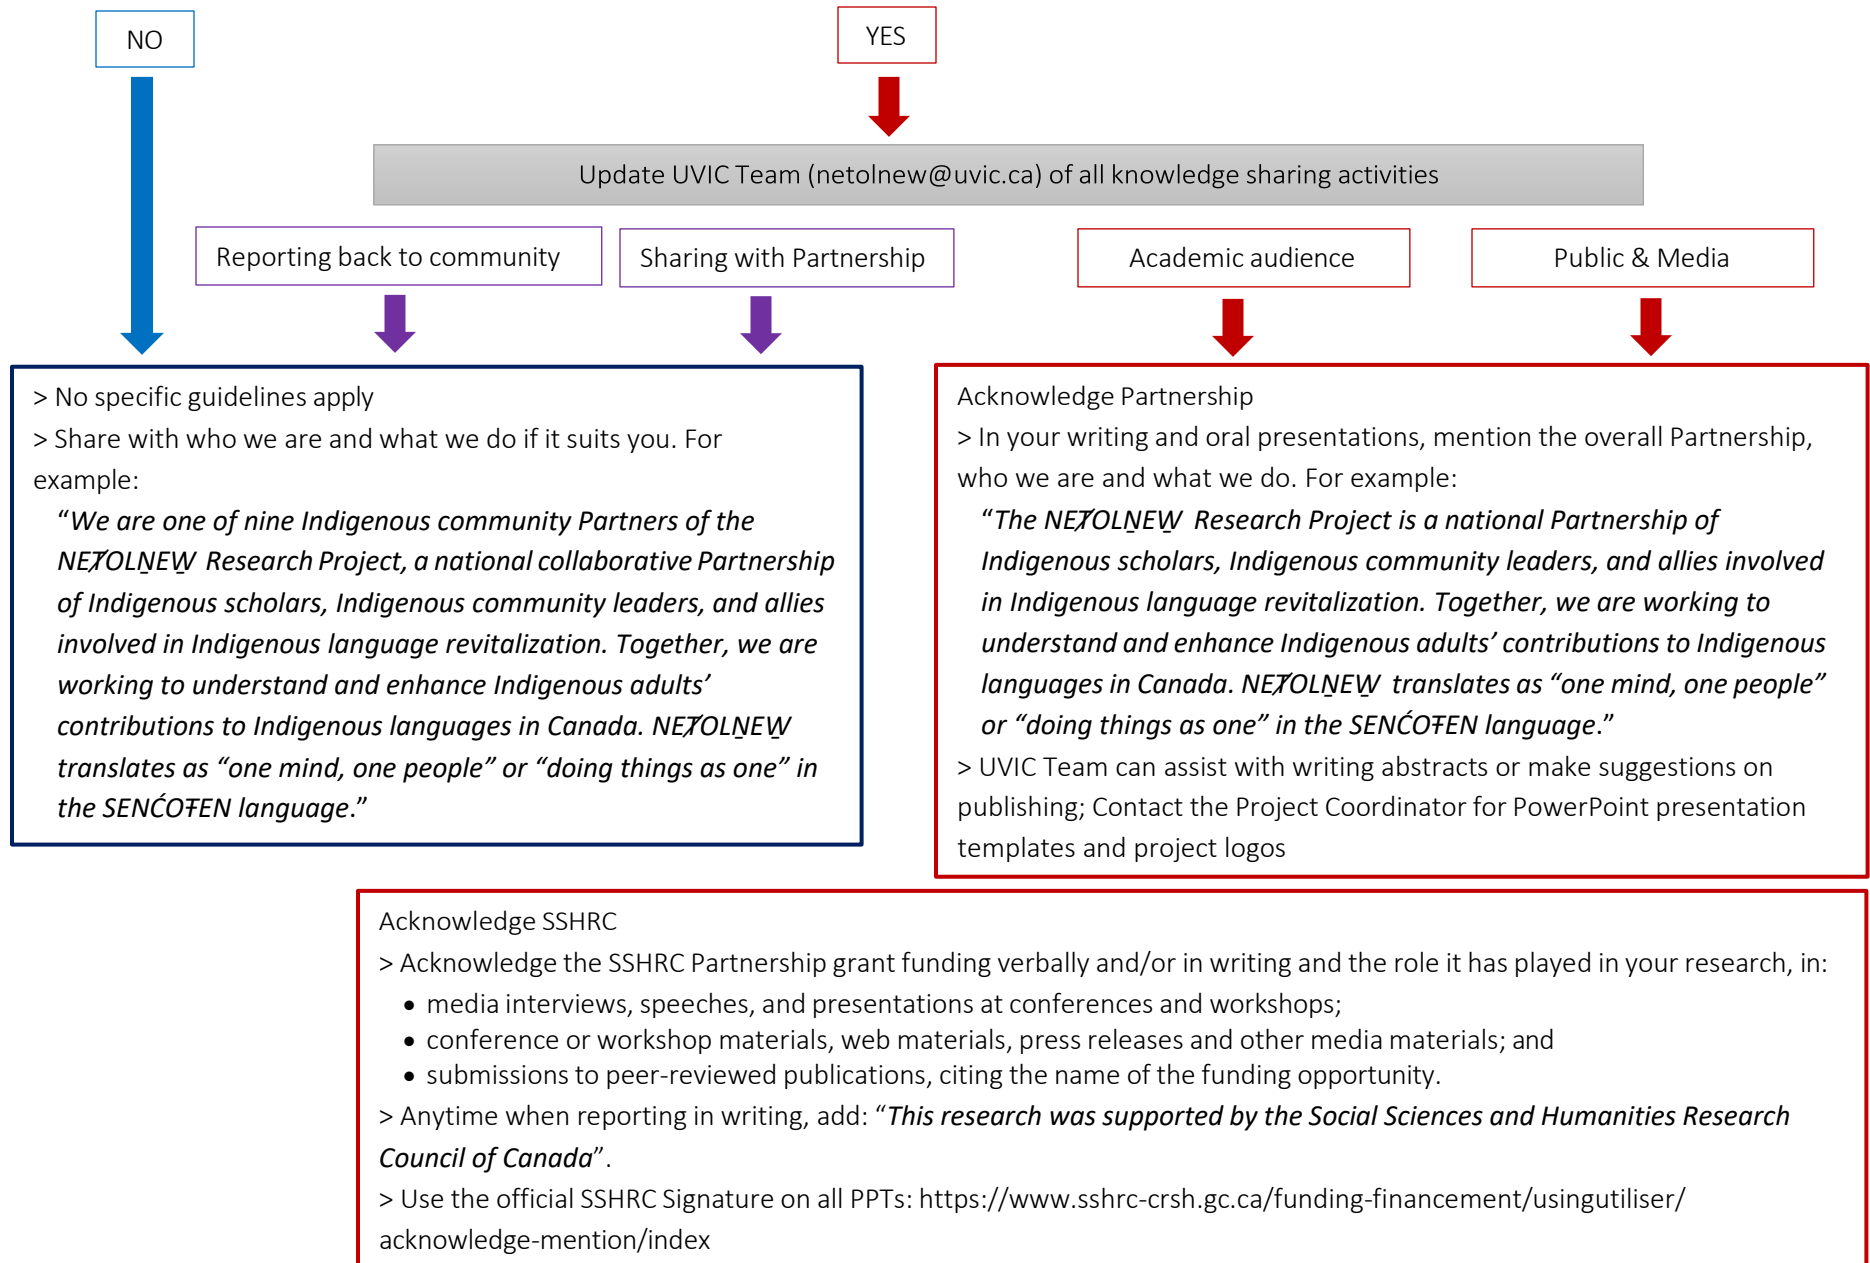 NO
YES
Update UVIC Team (netolnew@uvic.ca) of all knowledge sharing activities
Reporting back to community
Sharing with Partnership
Academic audience
Public & Media
> No specific guidelines apply
> Share with who we are and what we do if it suits you. For
example:
“We are one of nine Indigenous community Partners of the
NEȾOLṈEW̱ Research Project, a national collaborative Partnership
of Indigenous scholars, Indigenous community leaders, and allies
involved in Indigenous language revitalization. Together, we are
working to understand and enhance Indigenous adults’
contributions to Indigenous languages in Canada. NEȾOLṈEW̱
translates as “one mind, one people” or “doing things as one” in
the SENĆOŦEN language.”
Acknowledge Partnership
> In your writing and oral presentations, mention the overall Partnership,
who we are and what we do. For example:
“The NEȾOLṈEW̱ Research Project is a national Partnership of
Indigenous scholars, Indigenous community leaders, and allies involved
in Indigenous language revitalization. Together, we are working to
understand and enhance Indigenous adults’ contributions to Indigenous
languages in Canada. NEȾOLṈEW̱ translates as “one mind, one people”
or “doing things as one” in the SENĆOŦEN language.”
> UVIC Team can assist with writing abstracts or make suggestions on
publishing; Contact the Project Coordinator for PowerPoint presentation
templates and project logos
Acknowledge SSHRC
> Acknowledge the SSHRC Partnership grant funding verbally and/or in writing and the role it has played in your research, in:
• media interviews, speeches, and presentations at conferences and workshops;
• conference or workshop materials, web materials, press releases and other media materials; and
• submissions to peer-reviewed publications, citing the name of the funding opportunity.
> Anytime when reporting in writing, add: “This research was supported by the Social Sciences and Humanities Research
Council of Canada”.
> Use the official SSHRC Signature on all PPTs: https://www.sshrc-crsh.gc.ca/funding-financement/usingutiliser/
acknowledge-mention/index